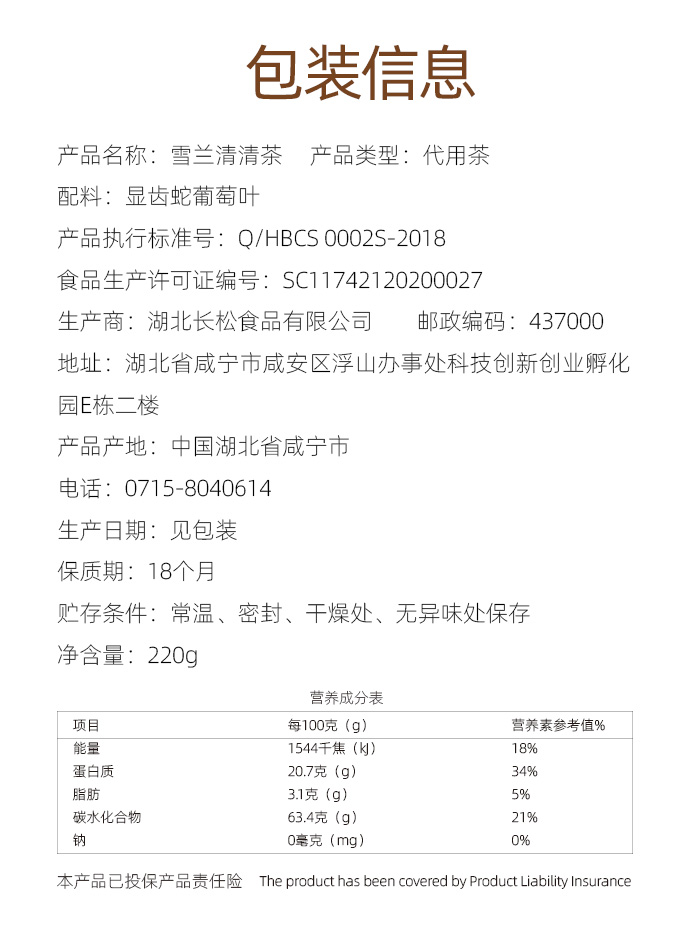 包装信息
产品名称：雪兰清清茶 产品类型：代用茶
配料：显齿蛇葡萄叶
产品执行标准号：Q/HBCS 0002S-2018
食品生产许可证编号：SC11742120200027
生产商：湖北长松食品有限公司 邮政编码：437000
地址：湖北省咸宁市咸安区浮山办事处科技创新创业孵化
园E栋二楼
产品产地：中国湖北省咸宁市
电话：0715-8040614
生产日期：见包装
保质期：18个月
贮存条件：常温、密封、干燥处、无异味处保存
净含量：220g
营养成分表
项目 每100克（g） 营养素参考值%
能量 1544千焦（kJ） 18%
蛋白质 20.7克（g） 34%
脂肪 3.1克（g） 5%
碳水化合物 63.4克（g） 21%
钠 0毫克（mg） 0%
本产品已投保产品责任险 The product has been covered by Product Liability Insurance